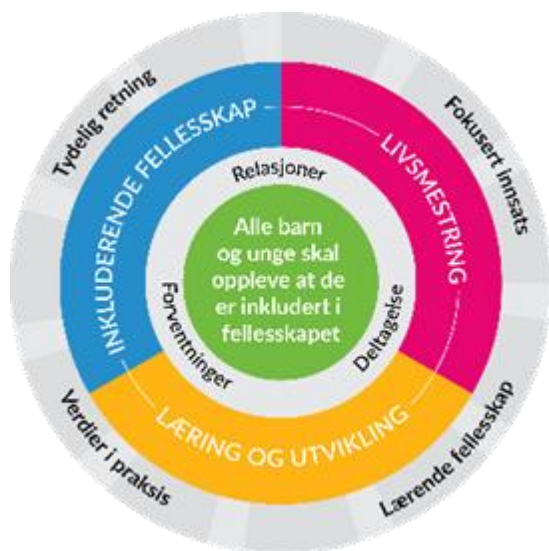 Tydelig retning
Fokusert innsats
INKLUDERENDE FELLESSKAP
LIVSMESTRING
Relasjoner
Alle barn
og unge skal
oppleve at de
er inkludert i
fellesskapet
Forventninger
Deltagelse
LÆRING OG UTVIKLING
Verdier i praksis
Lærende fellesskap